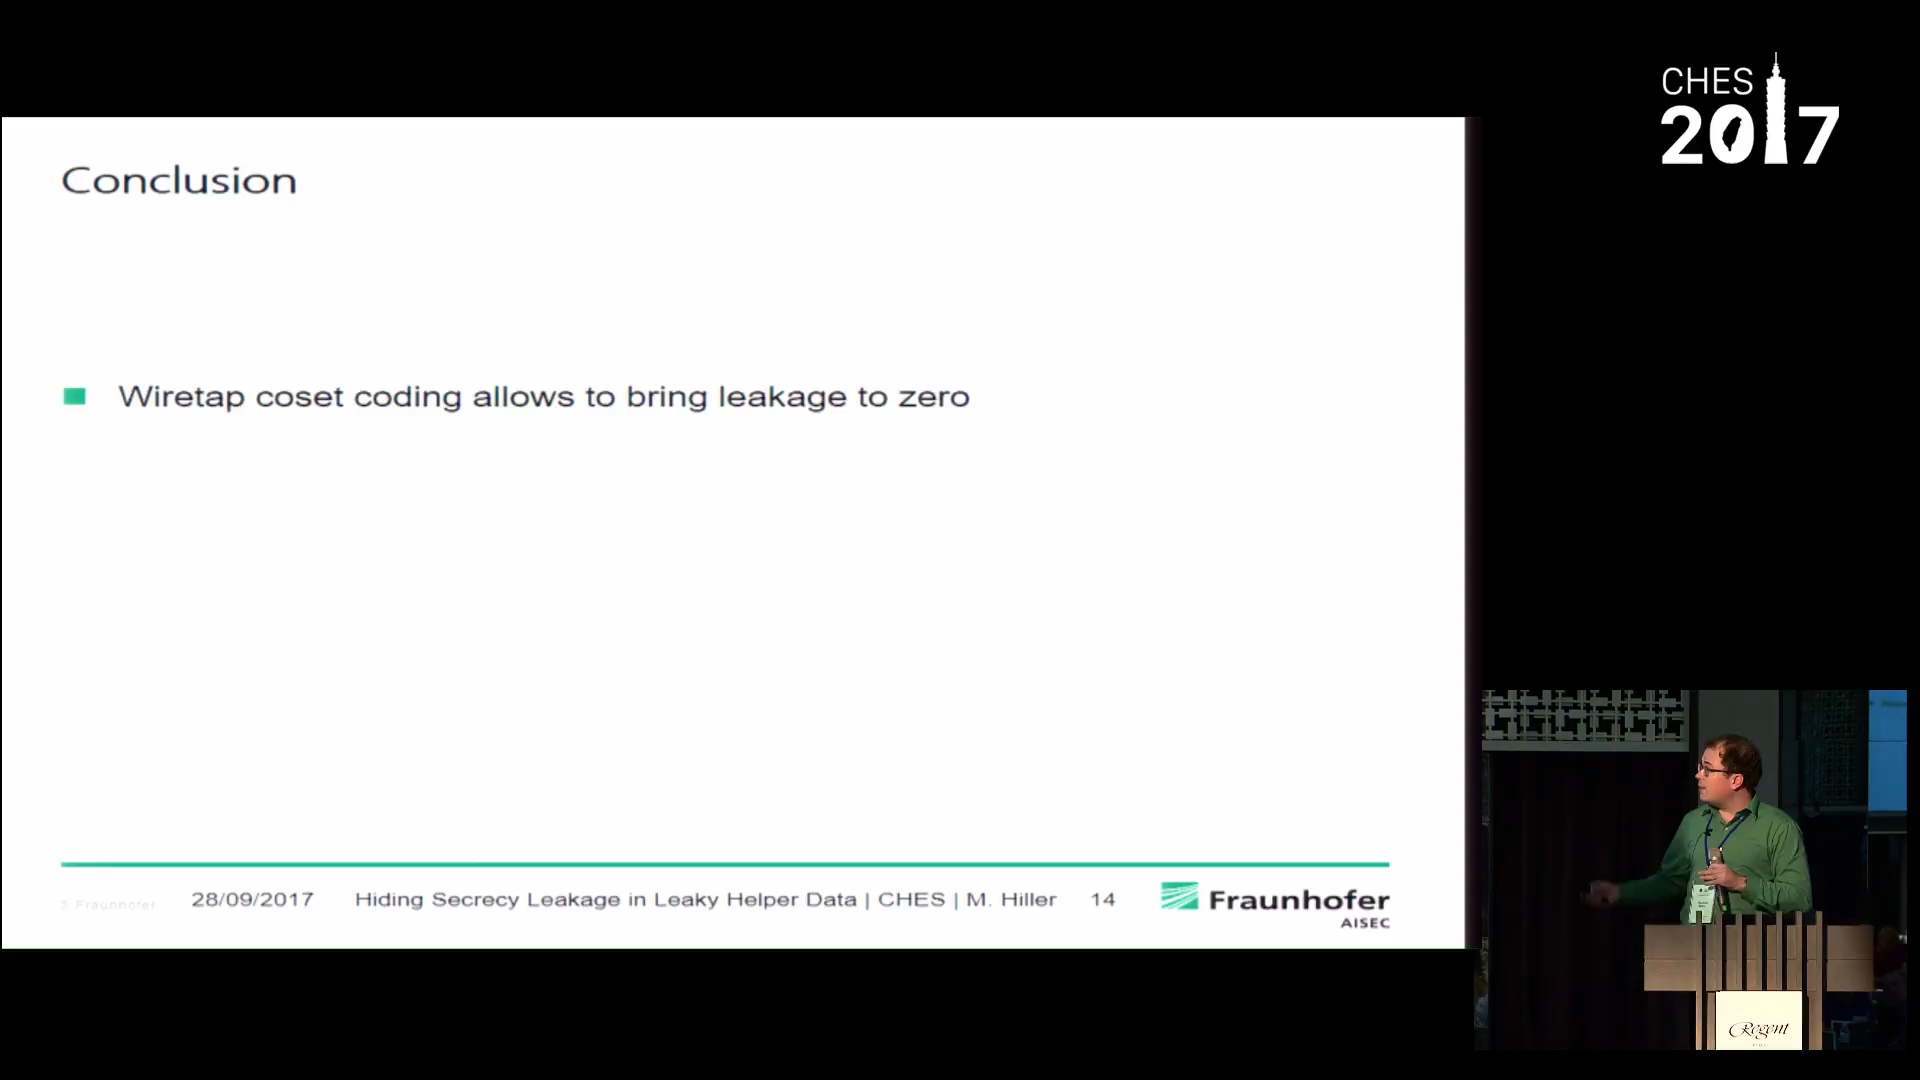 CHES
2017
Conclusion
Wiretap coset coding allows to bring leakage to zero
28/09/2017 Hiding Secrecy Leakage in Leaky Helper Data | CHES | M. Hiller 14
Fraunhofer
AISEC
Regent